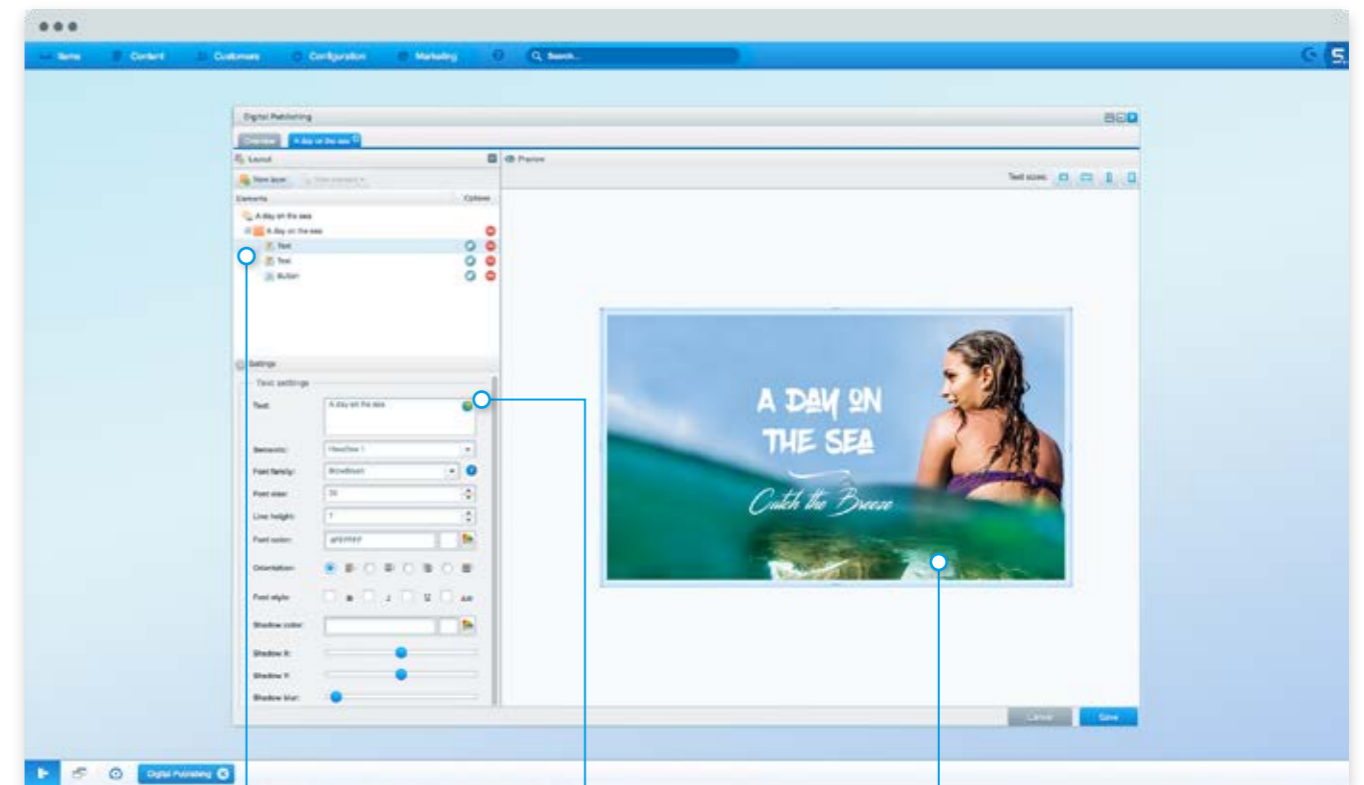 Items Content Customers Configuration Marketing Search...
Digital Publishing
Overview A day on the sea
Layout
Preview
New layer
Test sizes:
Elements Options
A day on the sea
A day on the sea
Text
Text
Button
Settings
Text settings
Text: A day on the sea
Semantic: Headline 1
Font family:
Font size:
Line height: 1
Font color: #FFFFFF
Orientation:
Font style:
Shadow color:
Shadow X:
Shadow Y:
Shadow blur:
A DAY ON
THE SEA
Catch the Breeze
Cancel Save
Digital Publishing